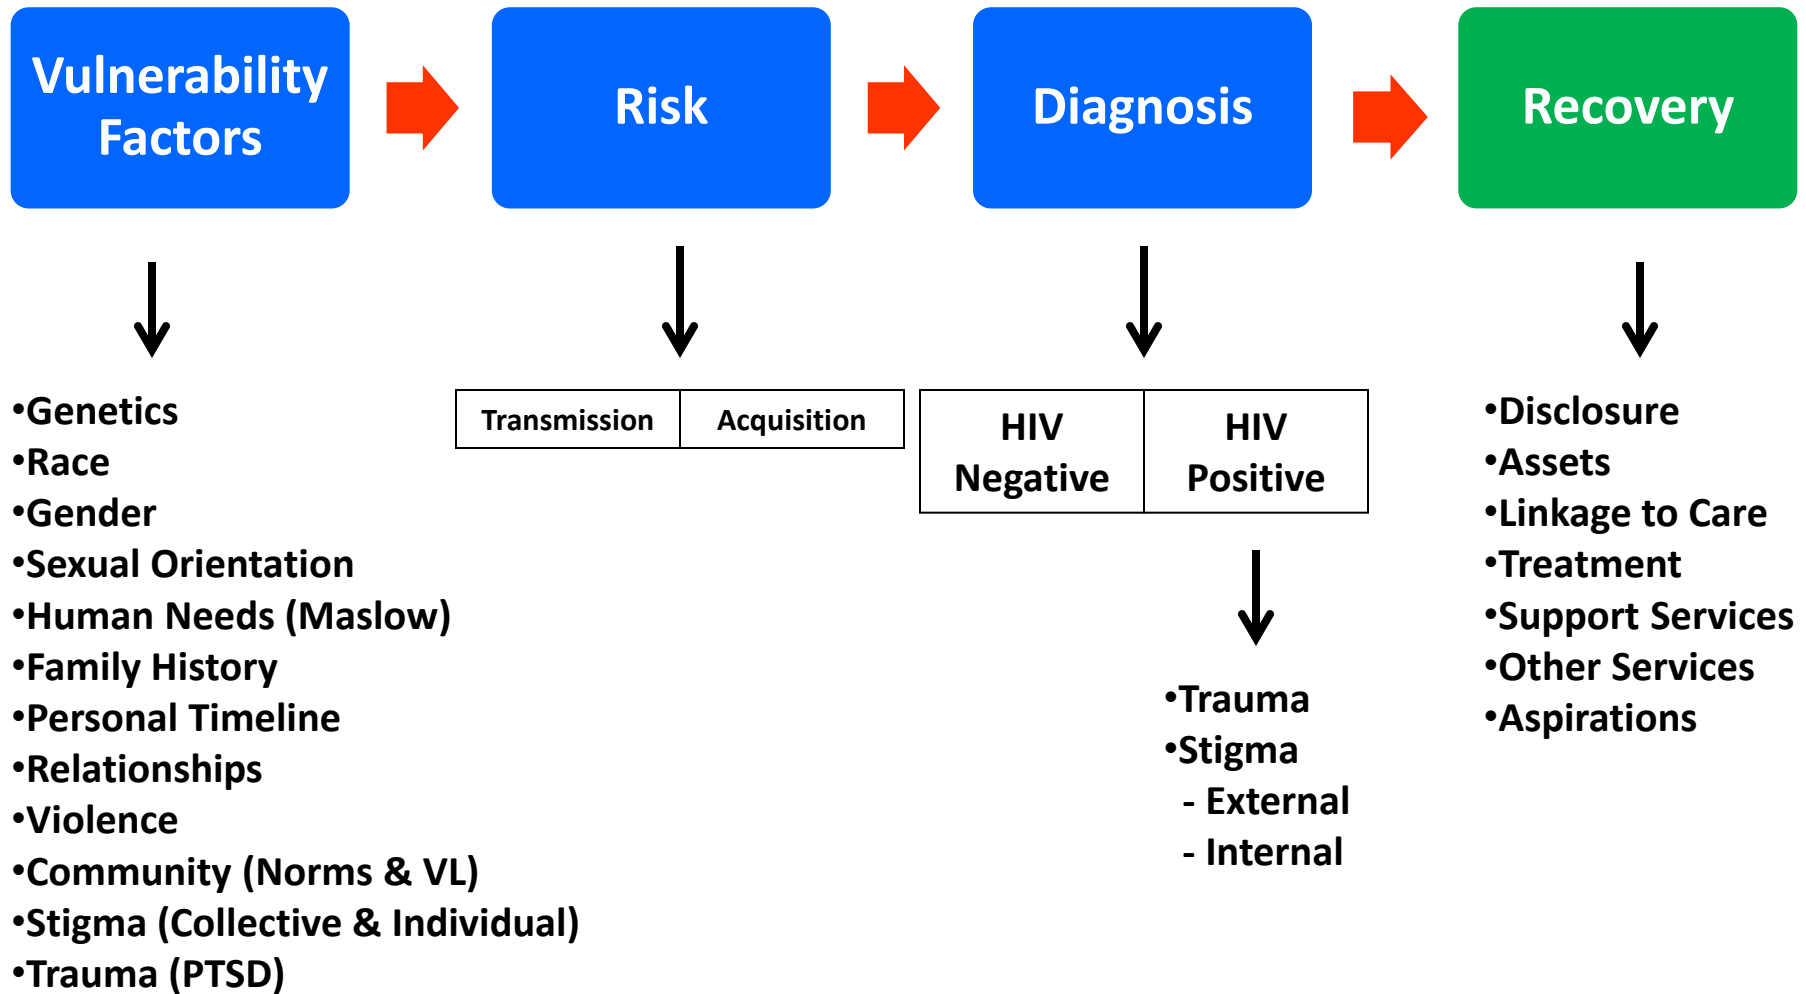 Vulnerability
Factors
Risk
Diagnosis
Recovery
•Genetics
•Race
•Gender
•Sexual Orientation
•Human Needs (Maslow)
•Family History
•Personal Timeline
•Relationships
•Violence
•Community (Norms & VL)
•Stigma (Collective & Individual)
•Trauma (PTSD)
Transmission
Acquisition
HIV
Negative
HIV
Positive
•Trauma
•Stigma
- External
- Internal
•Disclosure
•Assets
•Linkage to Care
•Treatment
•Support Services
•Other Services
•Aspirations